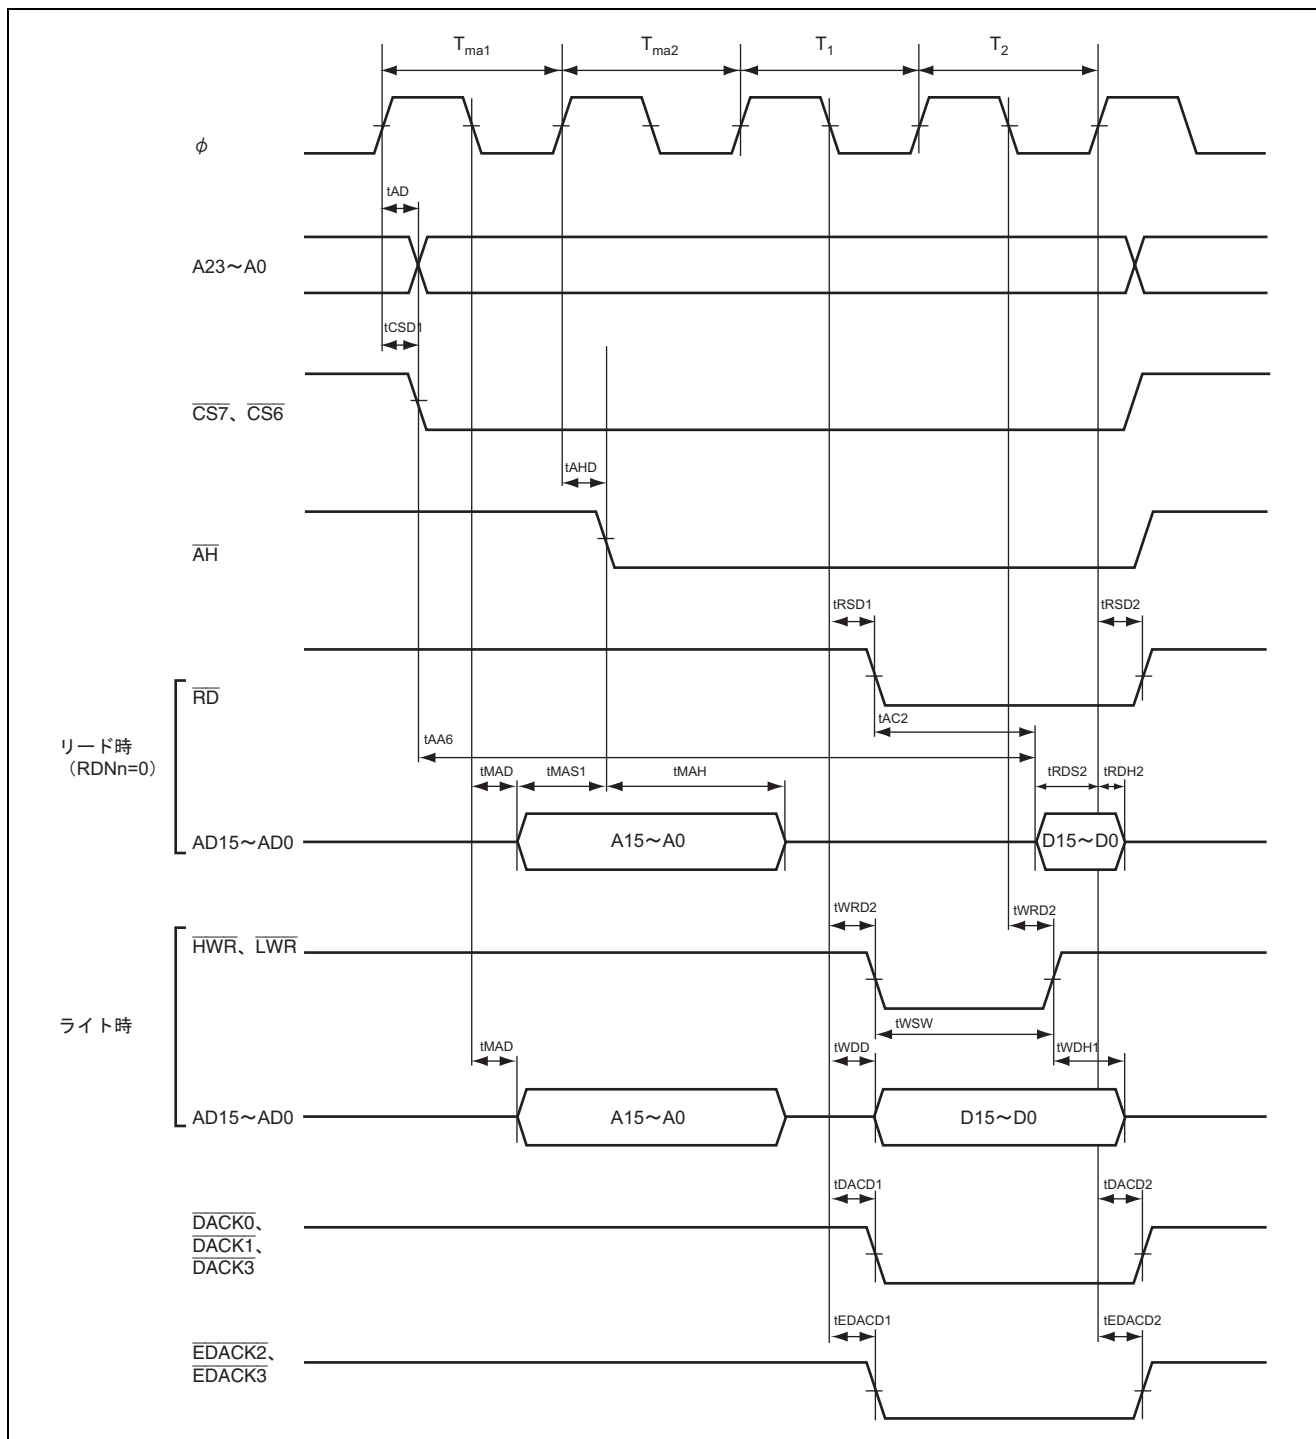 Tma1 Tma2 T1 T2
φ
tAD
A23～A0
tCSD1
CS7、CS6
tAHD
AH
tRSD1 tRSD2
RD
tAC2
リード時
（RDNn=0）
tAA6
tMAD tMAS1 tMAH tRDS2 tRDH2
AD15～AD0 A15～A0 D15～D0
tWRD2 tWRD2
HWR、LWR
ライト時
tWSW
tMAD tWDD tWDH1
AD15～AD0 A15～A0 D15～D0
tDACD1 tDACD2
DACK0、
DACK1、
DACK3
tEDACD1 tEDACD2
EDACK2、
EDACK3